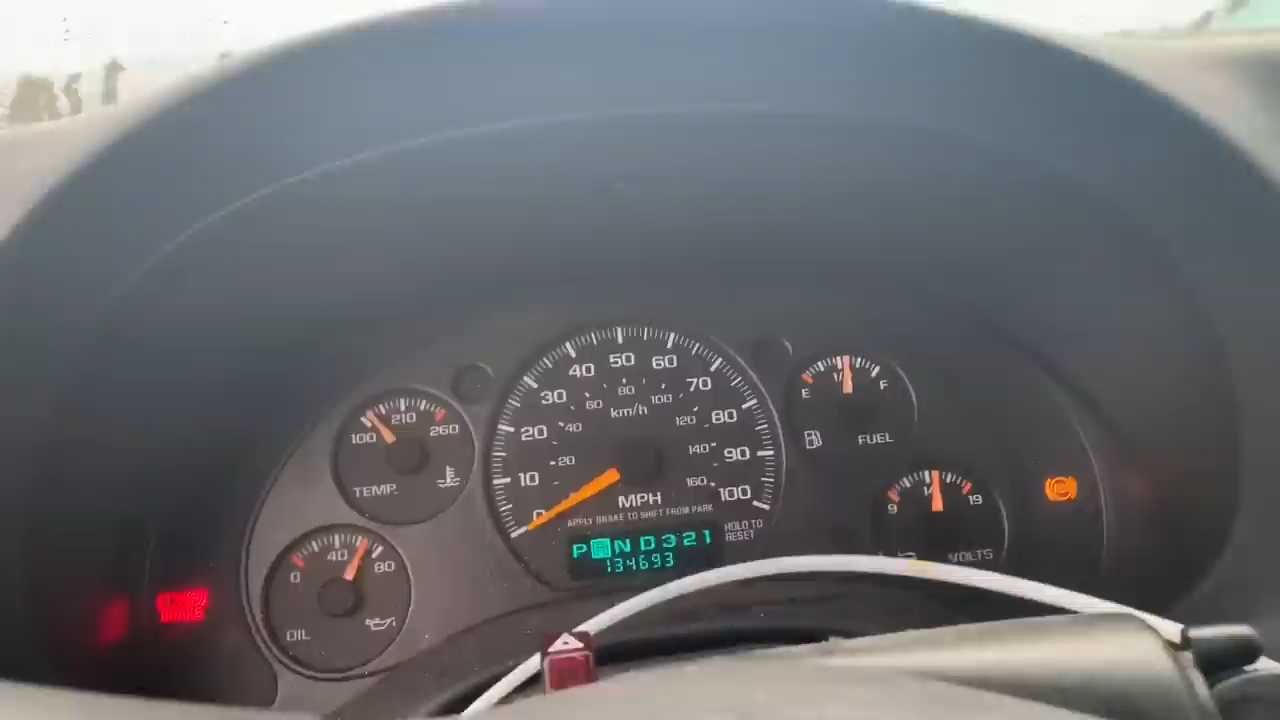 50
40 60
30 70
20 80
10 90
0 100
80
60 100
km/h
40 120
20 140
160
MPH
APPLY BRAKE TO SHIFT FROM PARK
P R N D 3 2 1
134693
HOLD TO
RESET
210
100 260
TEMP
40
0 80
OIL
BRAKE
E F
FUEL
14
9 19
VOLTS